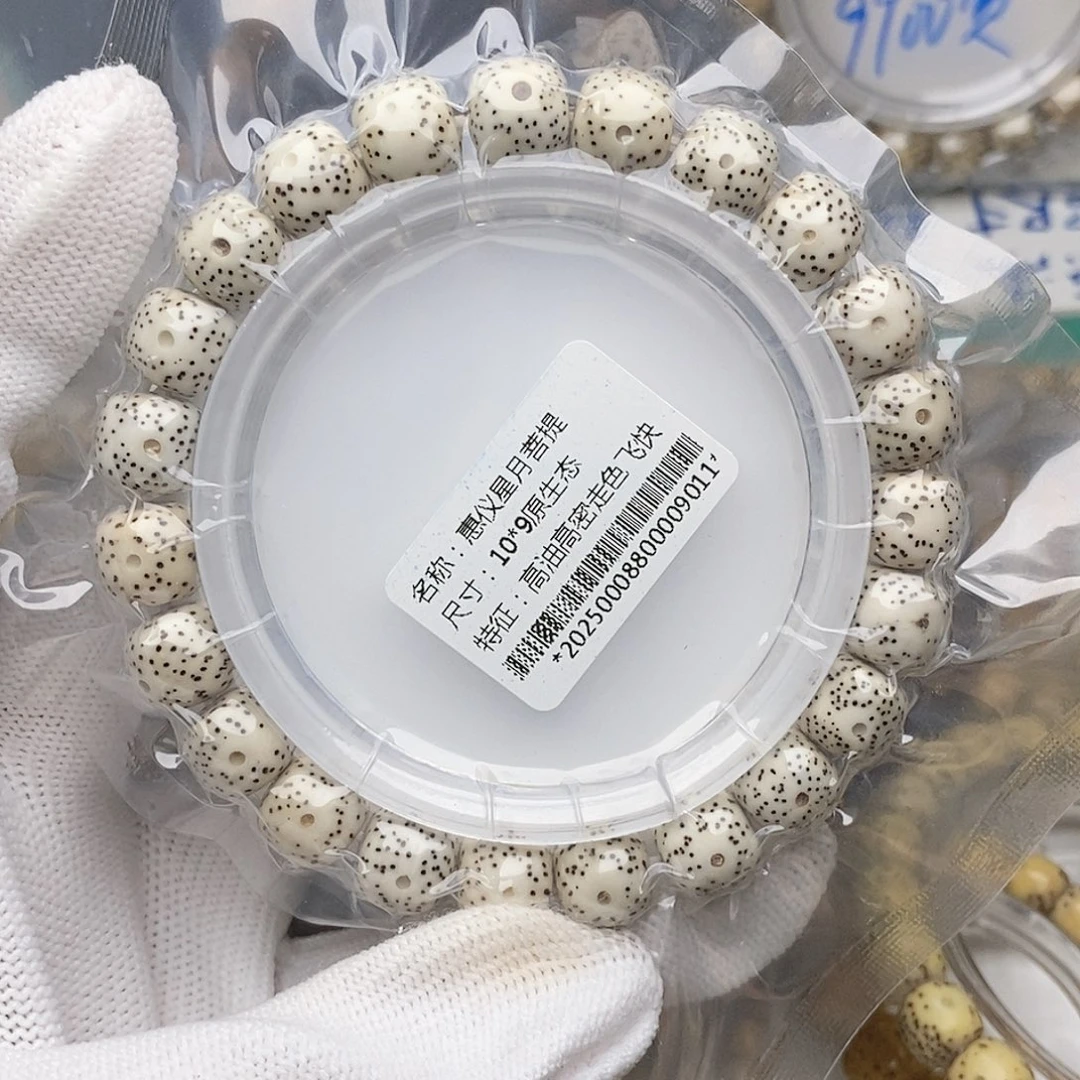 名称：惠仪星月菩提
尺寸：10*9原生态
特征：高油高密走色飞快
*20250008800009011*